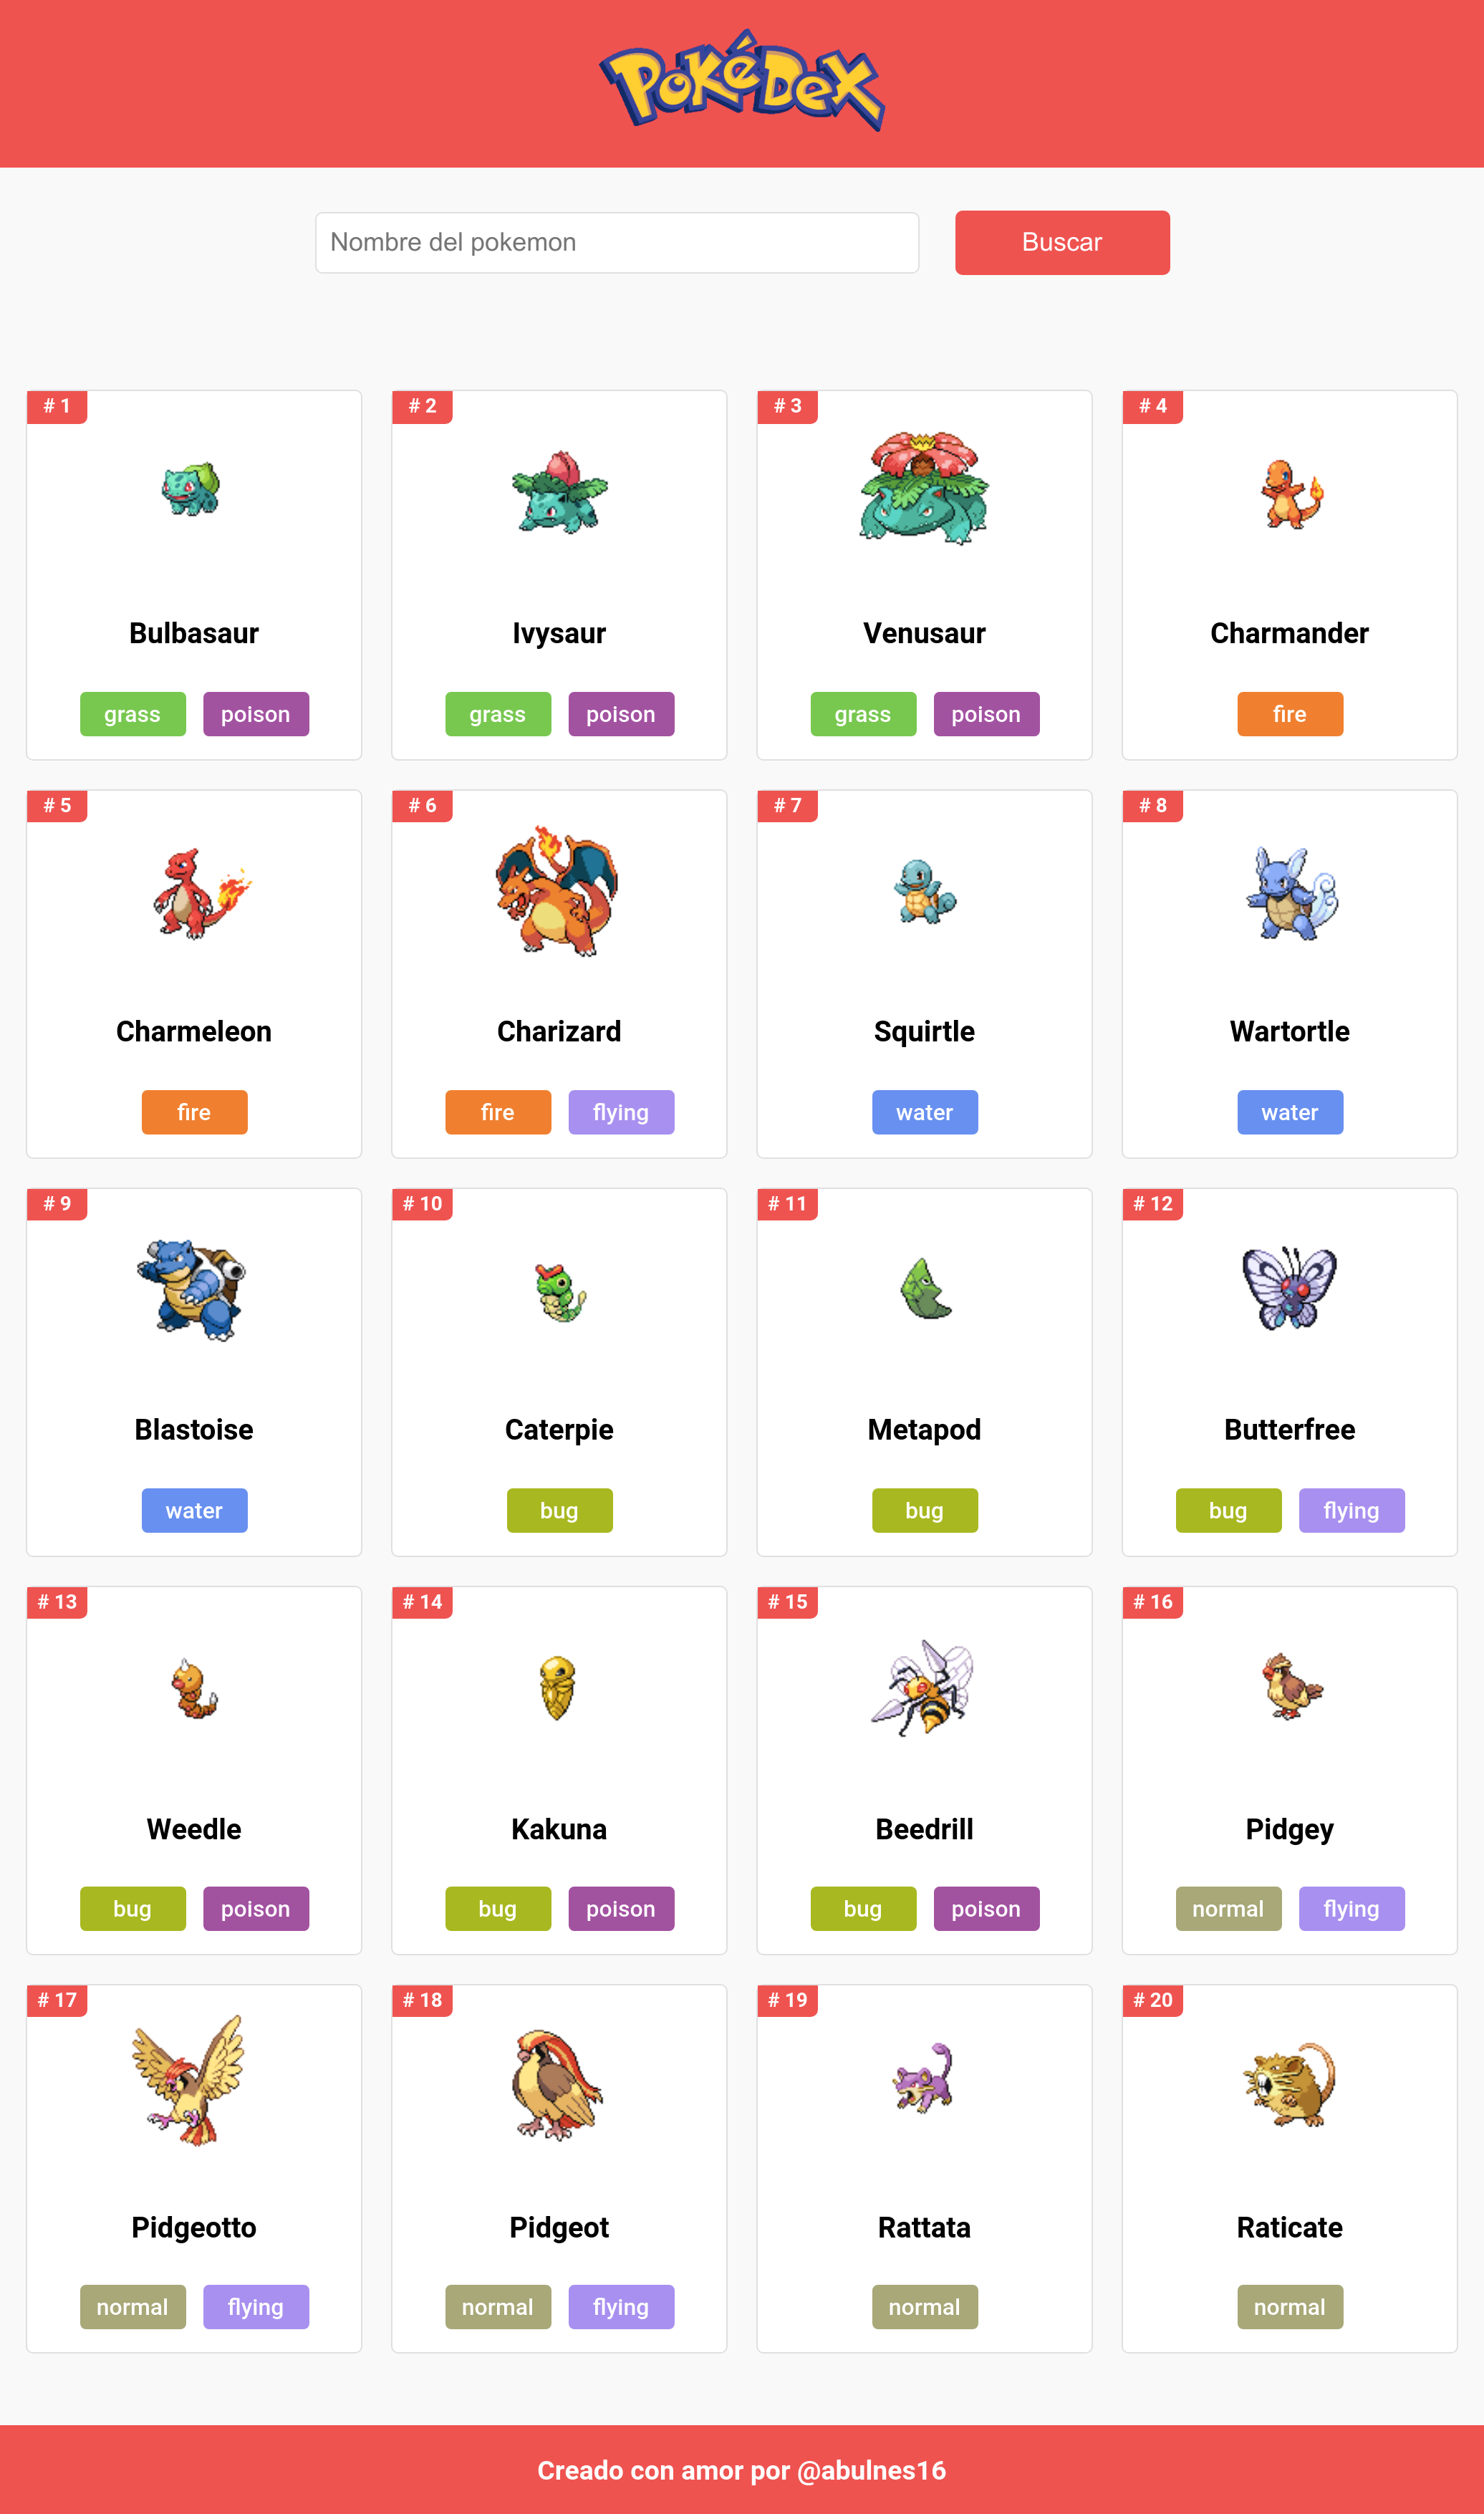 PokéDex
Nombre del pokemon
Buscar
# 1
# 2
# 3
# 4
Bulbasaur
Ivysaur
Venusaur
Charmander
grass poison
grass poison
grass poison
fire
# 5
# 6
# 7
# 8
Charmeleon
Charizard
Squirtle
Wartortle
fire
fire flying
water
water
# 9
# 10
# 11
# 12
Blastoise
Caterpie
Metapod
Butterfree
water
bug
bug
bug flying
# 13
# 14
# 15
# 16
Weedle
Kakuna
Beedrill
Pidgey
bug poison
bug poison
bug poison
normal flying
# 17
# 18
# 19
# 20
Pidgeotto
Pidgeot
Rattata
Raticate
normal flying
normal flying
normal
normal
Creado con amor por @abulnes16